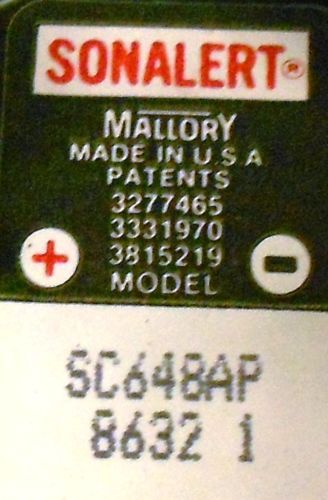 SONALERT®
MALLORY
MADE IN U.S A
PATENTS
3277465
3331970
+ 3815219 -
MODEL
SC648AP
8632 1